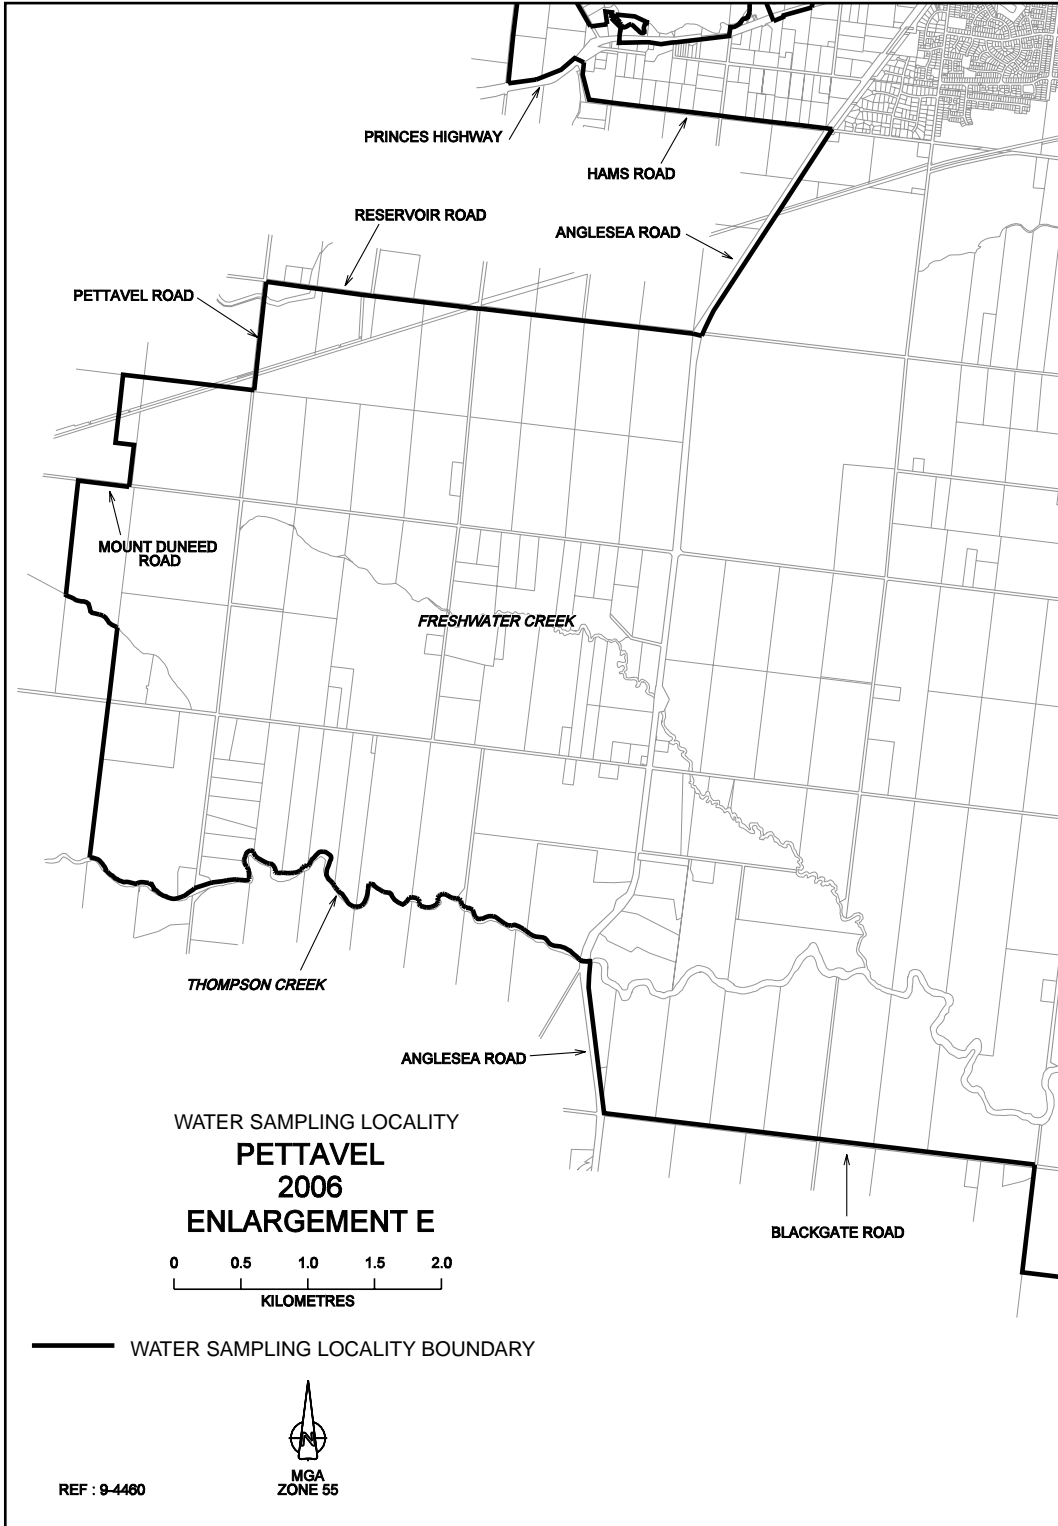 PRINCES HIGHWAY
HAMS ROAD
RESERVOIR ROAD
ANGLESEA ROAD
PETTAVEL ROAD
MOUNT DUNEED
ROAD
FRESHWATER CREEK
THOMPSON CREEK
ANGLESEA ROAD
WATER SAMPLING LOCALITY
PETTAVEL
2006
ENLARGEMENT E
BLACKGATE ROAD
0 0.5 1.0 1.5 2.0
KILOMETRES
WATER SAMPLING LOCALITY BOUNDARY
N
MGA
ZONE 55
REF : 9-4460